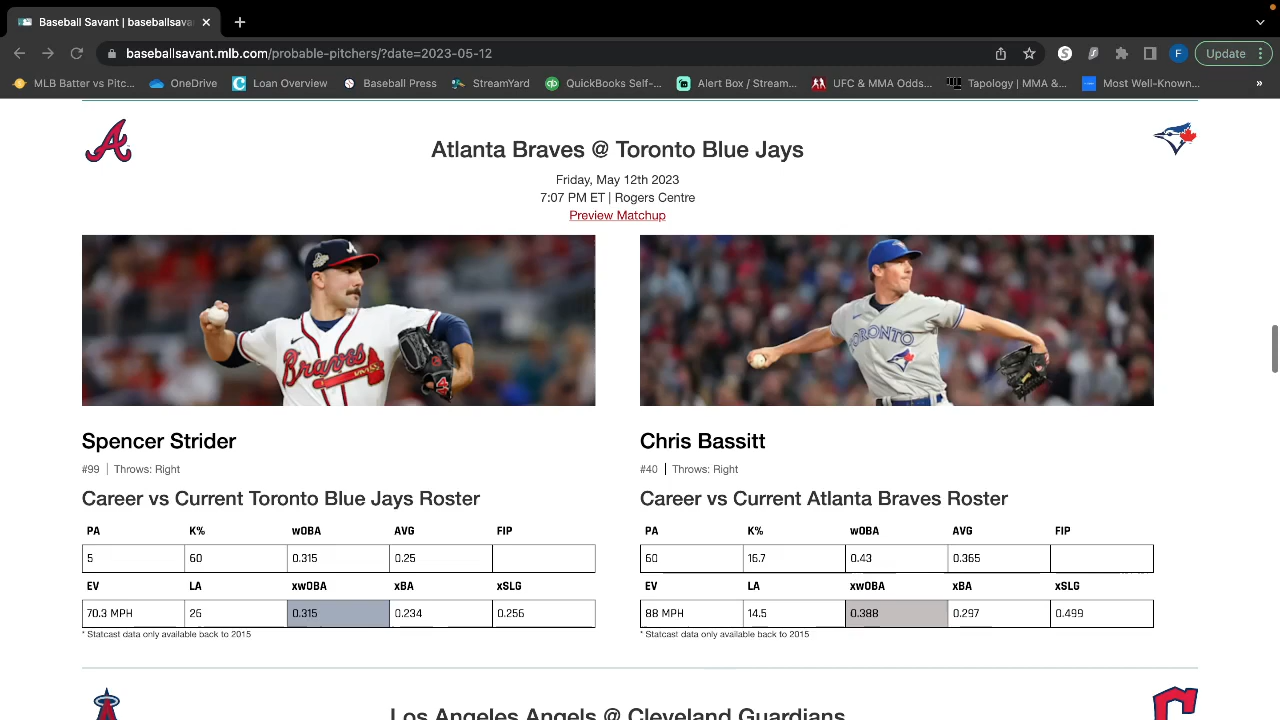 Baseball Savant | baseballsava
baseballsavant.mlb.com/probable-pitchers/?date=2023-05-12
S
F
Update
MLB Batter vs Pitc...
OneDrive
Loan Overview
Baseball Press
StreamYard
QuickBooks Self-...
Alert Box / Stream...
UFC & MMA Odds...
Tapology | MMA &...
Most Well-Known...
»
Atlanta Braves @ Toronto Blue Jays
Friday, May 12th 2023
7:07 PM ET | Rogers Centre
Preview Matchup
Braves
TORONTO
Spencer Strider
#99 | Throws: Right
Career vs Current Toronto Blue Jays Roster
PA K% wOBA AVG FIP
5 60 0.315 0.25
EV LA xwOBA xBA xSLG
70.3 MPH 26 0.315 0.234 0.256
* Statcast data only available back to 2015
Chris Bassitt
#40 | Throws: Right
Career vs Current Atlanta Braves Roster
PA K% wOBA AVG FIP
60 16.7 0.43 0.365
EV LA xwOBA xBA xSLG
88 MPH 14.5 0.388 0.297 0.499
* Statcast data only available back to 2015
Los Angeles Angels @ Cleveland Guardians